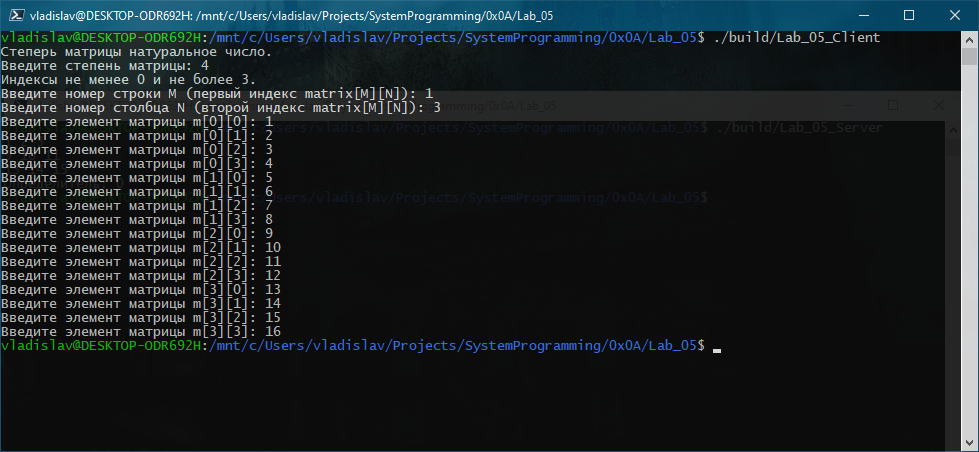 vladislav@DESKTOP-ODR692H: /mnt/c/Users/vladislav/Projects/SystemProgramming/0x0A/Lab_05
vladislav@DESKTOP-ODR692H:/mnt/c/Users/vladislav/Projects/SystemProgramming/0x0A/Lab_05$ ./build/Lab_05_Client
Степерь матрицы натуральное число.
Введите степень матрицы: 4
Индексы не менее 0 и не более 3.
Введите номер строки M (первый индекс matrix[M][N]): 1
Введите номер столбца N (второй индекс matrix[M][N]): 3
Введите элемент матрицы m[0][0]: 1
Введите элемент матрицы m[0][1]: 2
./build/Lab_05_Server
Введите элемент матрицы m[0][2]: 3
Введите элемент матрицы m[0][3]: 4
Введите элемент матрицы m[1][0]: 5
Введите элемент матрицы m[1][1]: 6
Введите элемент матрицы m[1][2]: 7
Введите элемент матрицы m[1][3]: 8
Введите элемент матрицы m[2][0]: 9
Введите элемент матрицы m[2][1]: 10
Введите элемент матрицы m[2][2]: 11
Введите элемент матрицы m[2][3]: 12
Введите элемент матрицы m[3][0]: 13
Введите элемент матрицы m[3][1]: 14
Введите элемент матрицы m[3][2]: 15
Введите элемент матрицы m[3][3]: 16
vladislav@DESKTOP-ODR692H:/mnt/c/Users/vladislav/Projects/SystemProgramming/0x0A/Lab_05$